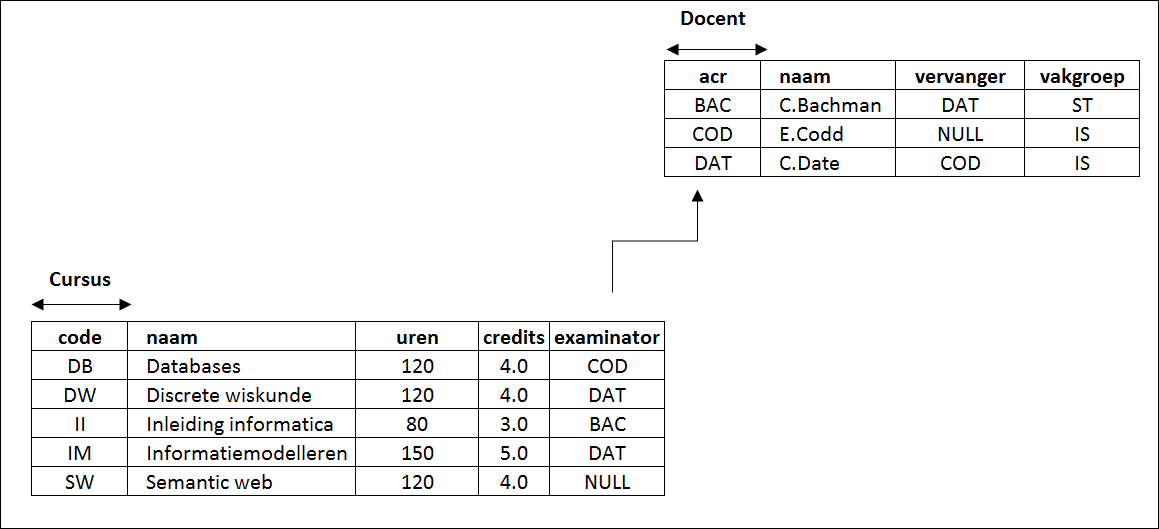 Docent
acr naam vervanger vakgroep
BAC C.Bachman DAT ST
COD E.Codd NULL IS
DAT C.Date COD IS
Cursus
code naam uren credits examinator
DB Databases 120 4.0 COD
DW Discrete wiskunde 120 4.0 DAT
II Inleiding informatica 80 3.0 BAC
IM Informatiemodelleren 150 5.0 DAT
SW Semantic web 120 4.0 NULL